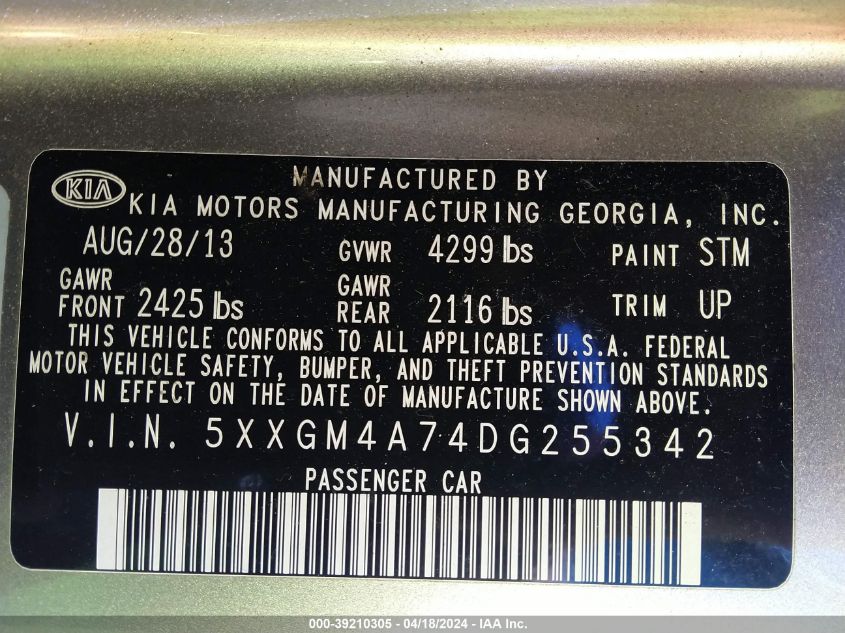 MANUFACTURED BY
KIA KIA MOTORS MANUFACTURING GEORGIA, INC.
AUG/28/13 GVWR 4299 lbs PAINT STM
GAWR FRONT 2425 lbs GAWR REAR 2116 lbs TRIM UP
THIS VEHICLE CONFORMS TO ALL APPLICABLE U.S.A. FEDERAL
MOTOR VEHICLE SAFETY, BUMPER, AND THEFT PREVENTION STANDARDS
IN EFFECT ON THE DATE OF MANUFACTURE SHOWN ABOVE.
V.I.N. 5XXGM4A74DG255342
PASSENGER CAR
000-39210305 - 04/18/2024 - IAA Inc.